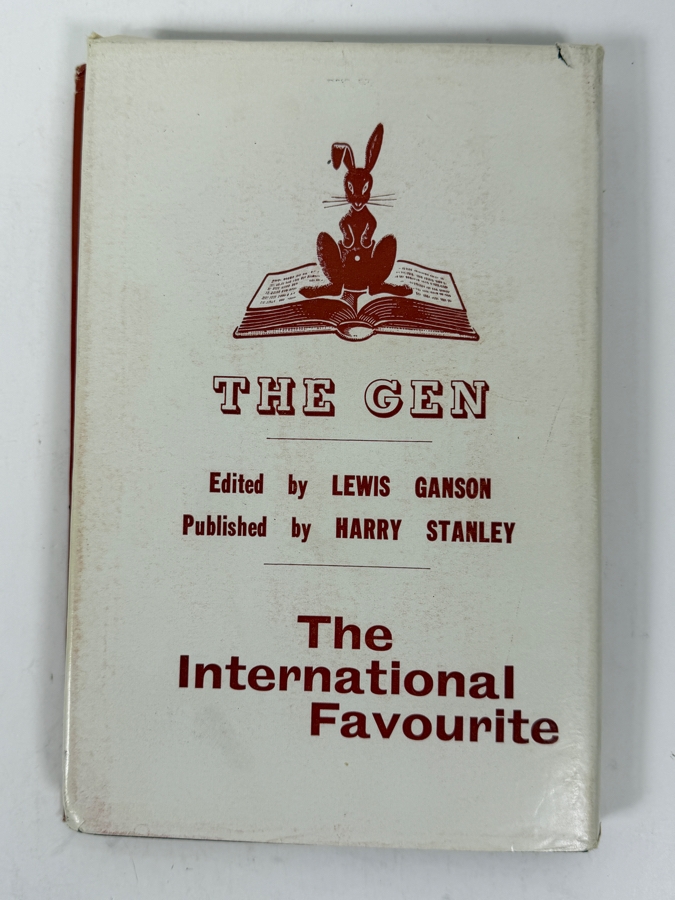 THE GEN
Edited by LEWIS GANSON
Published by HARRY STANLEY
The
International
Favourite